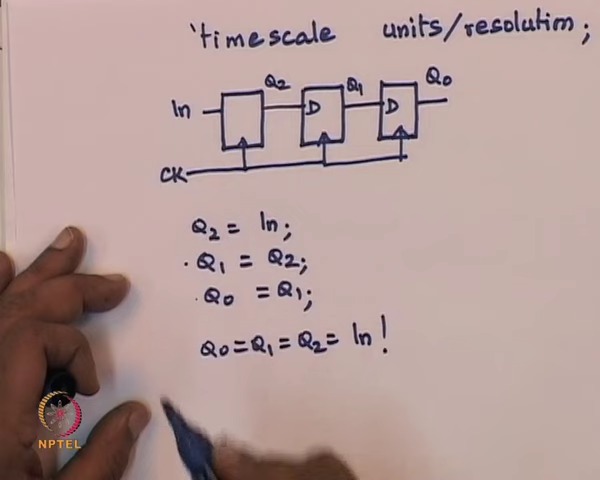 'timescale units/resolution;
Q2 Q1 Q0
In D D
CK
Q2 = In;
. Q1 = Q2;
. Q0 = Q1;
Q0 = Q1 = Q2 = In!
NPTEL